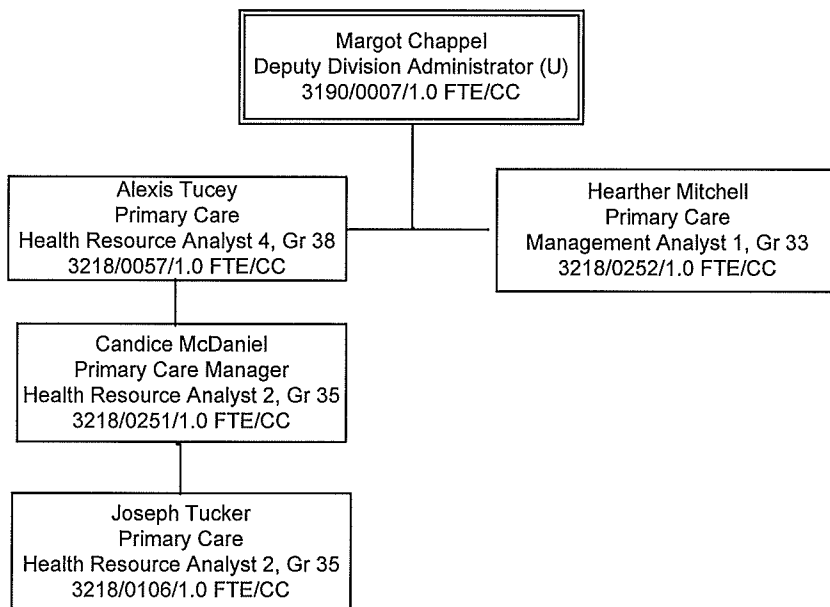 Margot Chappel
Deputy Division Administrator (U)
3190/0007/1.0 FTE/CC
Alexis Tucey
Primary Care
Health Resource Analyst 4, Gr 38
3218/0057/1.0 FTE/CC
Hearther Mitchell
Primary Care
Management Analyst 1, Gr 33
3218/0252/1.0 FTE/CC
Candice McDaniel
Primary Care Manager
Health Resource Analyst 2, Gr 35
3218/0251/1.0 FTE/CC
Joseph Tucker
Primary Care
Health Resource Analyst 2, Gr 35
3218/0106/1.0 FTE/CC